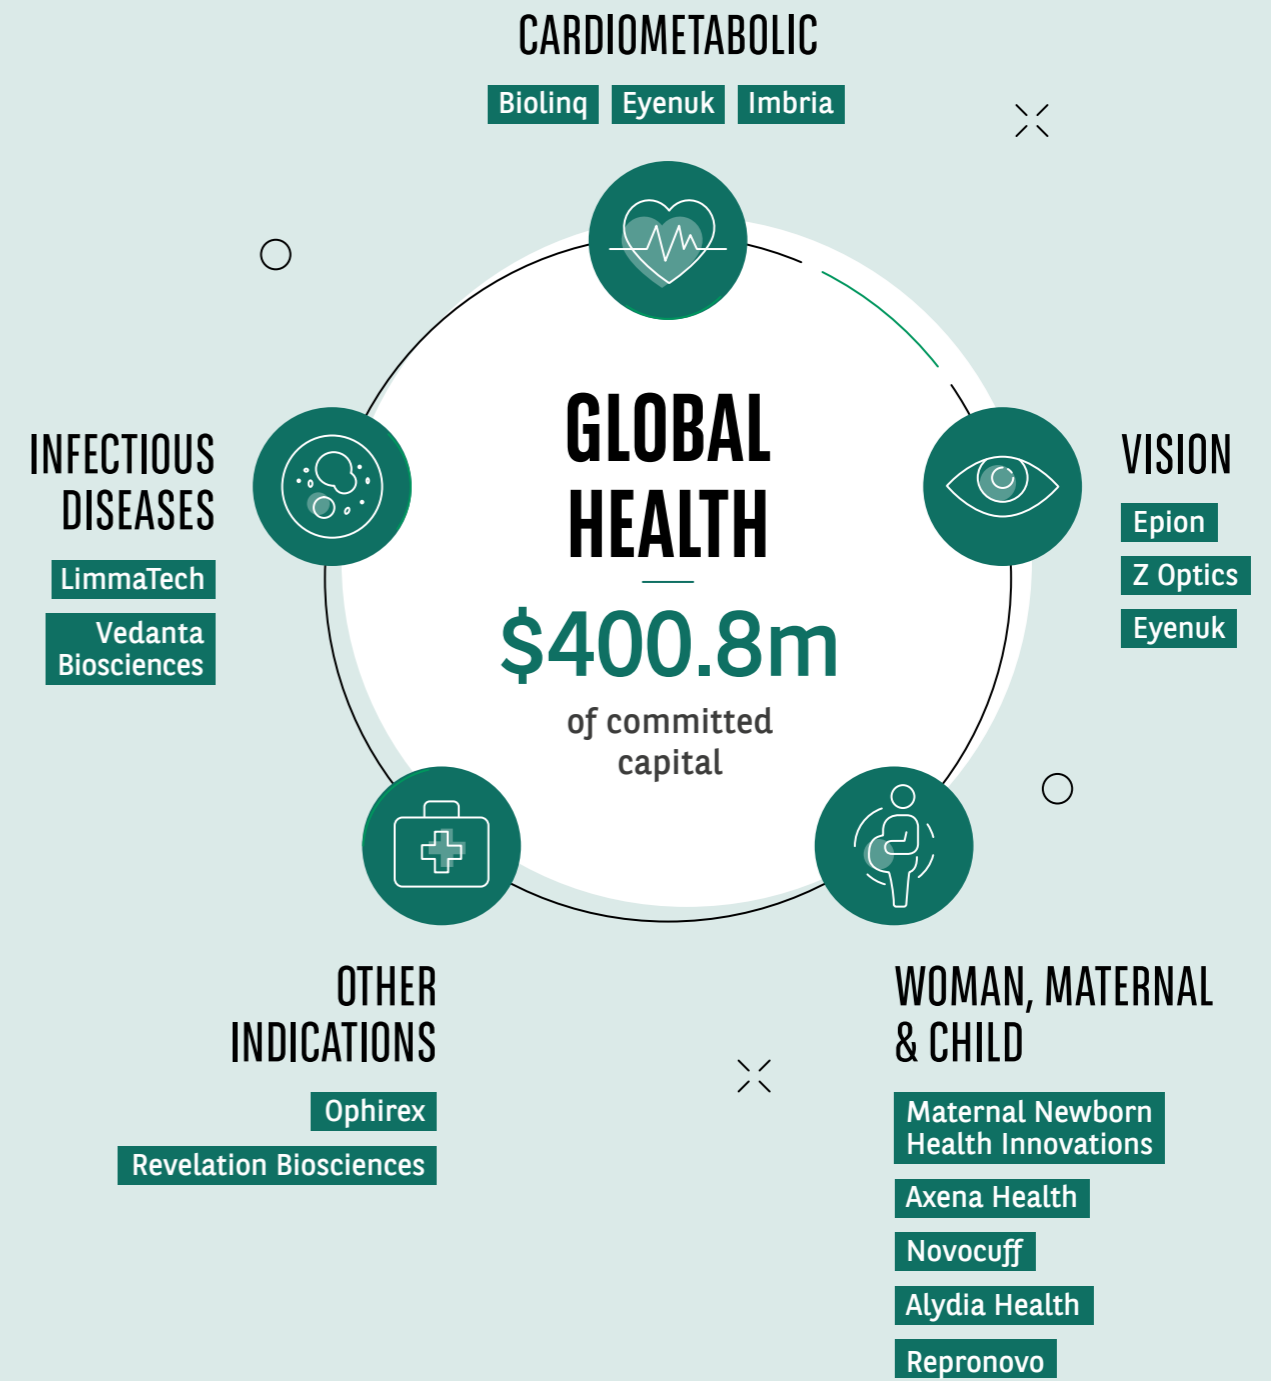 CARDIOMETABOLIC
Biolinq Eyenuk Imbria
GLOBAL
HEALTH
$400.8m
of committed
capital
INFECTIOUS
DISEASES
LimmaTech
Vedanta
Biosciences
VISION
Epion
Z Optics
Eyenuk
OTHER
INDICATIONS
Ophirex
Revelation Biosciences
WOMAN, MATERNAL
& CHILD
Maternal Newborn
Health Innovations
Axena Health
Novocuff
Alydia Health
Repronovo